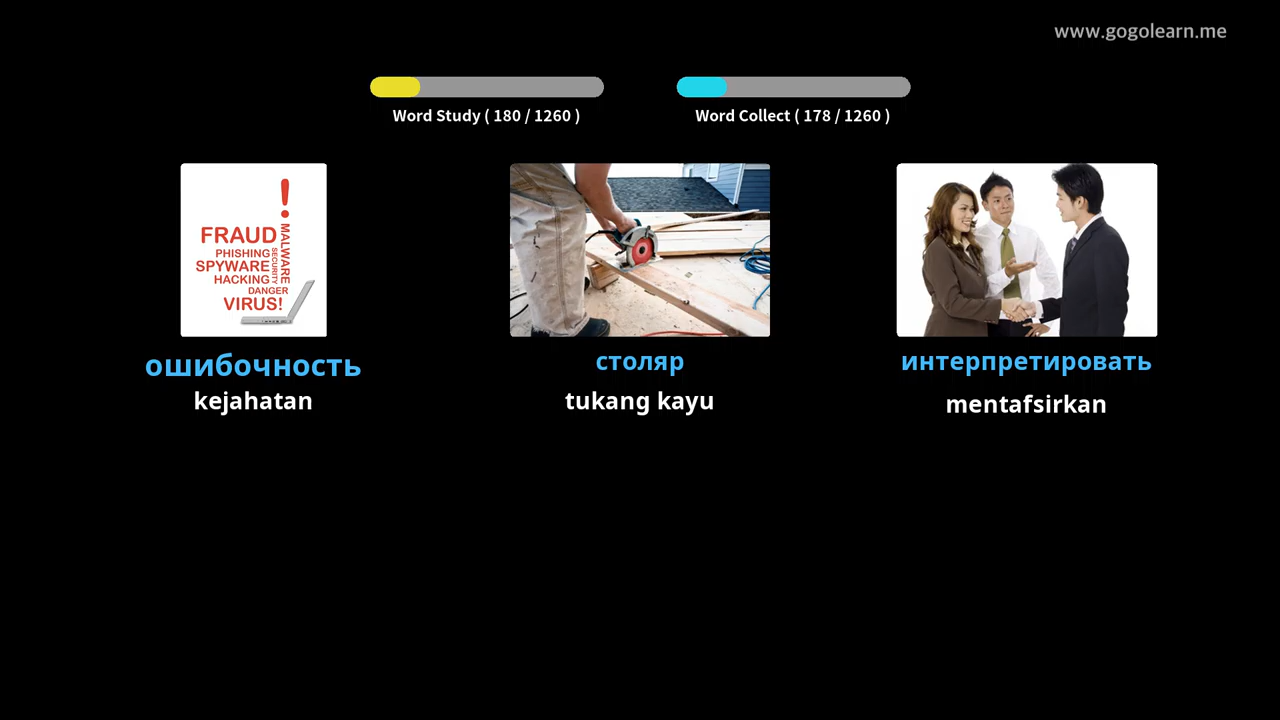 www.gogolearn.me
Word Study ( 180 / 1260 )
Word Collect ( 178 / 1260 )
!
FRAUD
MALWARE
PHISHING
SECURITY
SPYWARE
HACKING
DANGER
VIRUS!
ошибочность
столяр
интерпретировать
kejahatan
tukang kayu
mentafsirkan